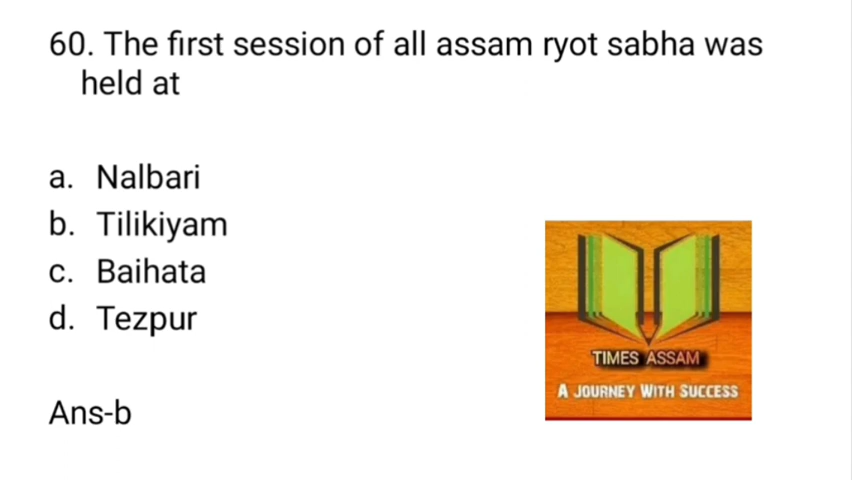 60. The first session of all assam ryot sabha was
held at
a. Nalbari
b. Tilikiyam
c. Baihata
d. Tezpur
Ans-b
TIMES ASSAM
A JOURNEY WITH SUCCESS